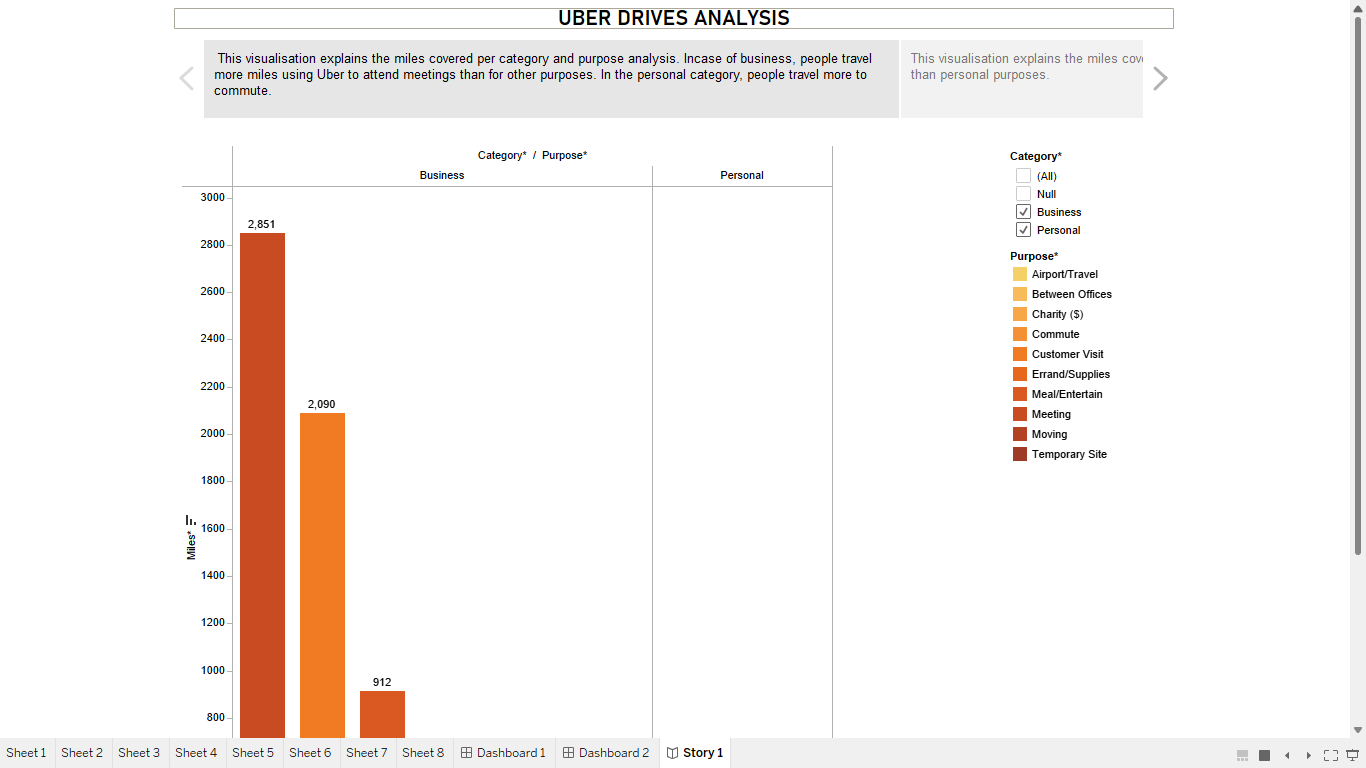 UBER DRIVES ANALYSIS
This visualisation explains the miles covered per category and purpose analysis. Incase of business, people travel
more miles using Uber to attend meetings than for other purposes. In the personal category, people travel more to
commute.
This visualisation explains the miles cov
than personal purposes.
Category* / Purpose*
Business
Personal
3000
2,851
2800
2600
2400
2200
2,090
2000
1800
1600
Miles*
1400
1200
1000
912
800
Category*
(All)
Null
Business
Personal
Purpose*
Airport/Travel
Between Offices
Charity ($)
Commute
Customer Visit
Errand/Supplies
Meal/Entertain
Meeting
Moving
Temporary Site
Sheet 1
Sheet 2
Sheet 3
Sheet 4
Sheet 5
Sheet 6
Sheet 7
Sheet 8
Dashboard 1
Dashboard 2
Story 1